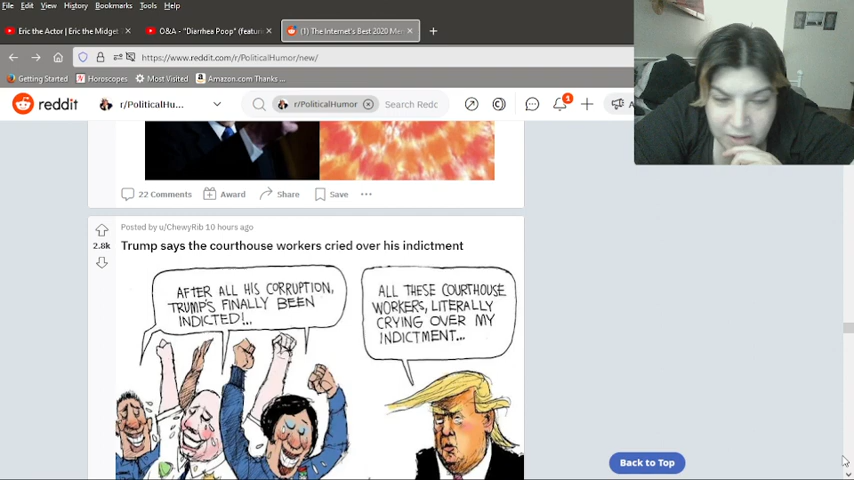 File Edit View History Bookmarks Tools Help
Eric the Actor | Eric the Midget
O&A - "Diarrhea Poop" (featur
(1) The Internet's Best 2020 Me
https://www.reddit.com/r/PoliticalHumor/new/
Getting Started Horoscopes Most Visited Amazon.com Thanks ...
reddit r/PoliticalHu... r/PoliticalHumor Search Redd 1 A
22 Comments Award Share Save ...
Posted by u/ChewyRib 10 hours ago
2.8k Trump says the courthouse workers cried over his indictment
AFTER ALL HIS CORRUPTION,
TRUMP'S FINALLY BEEN
INDICTED!...
ALL THESE COURTHOUSE
WORKERS, LITERALLY
CRYING OVER MY
INDICTMENT...
Back to Top